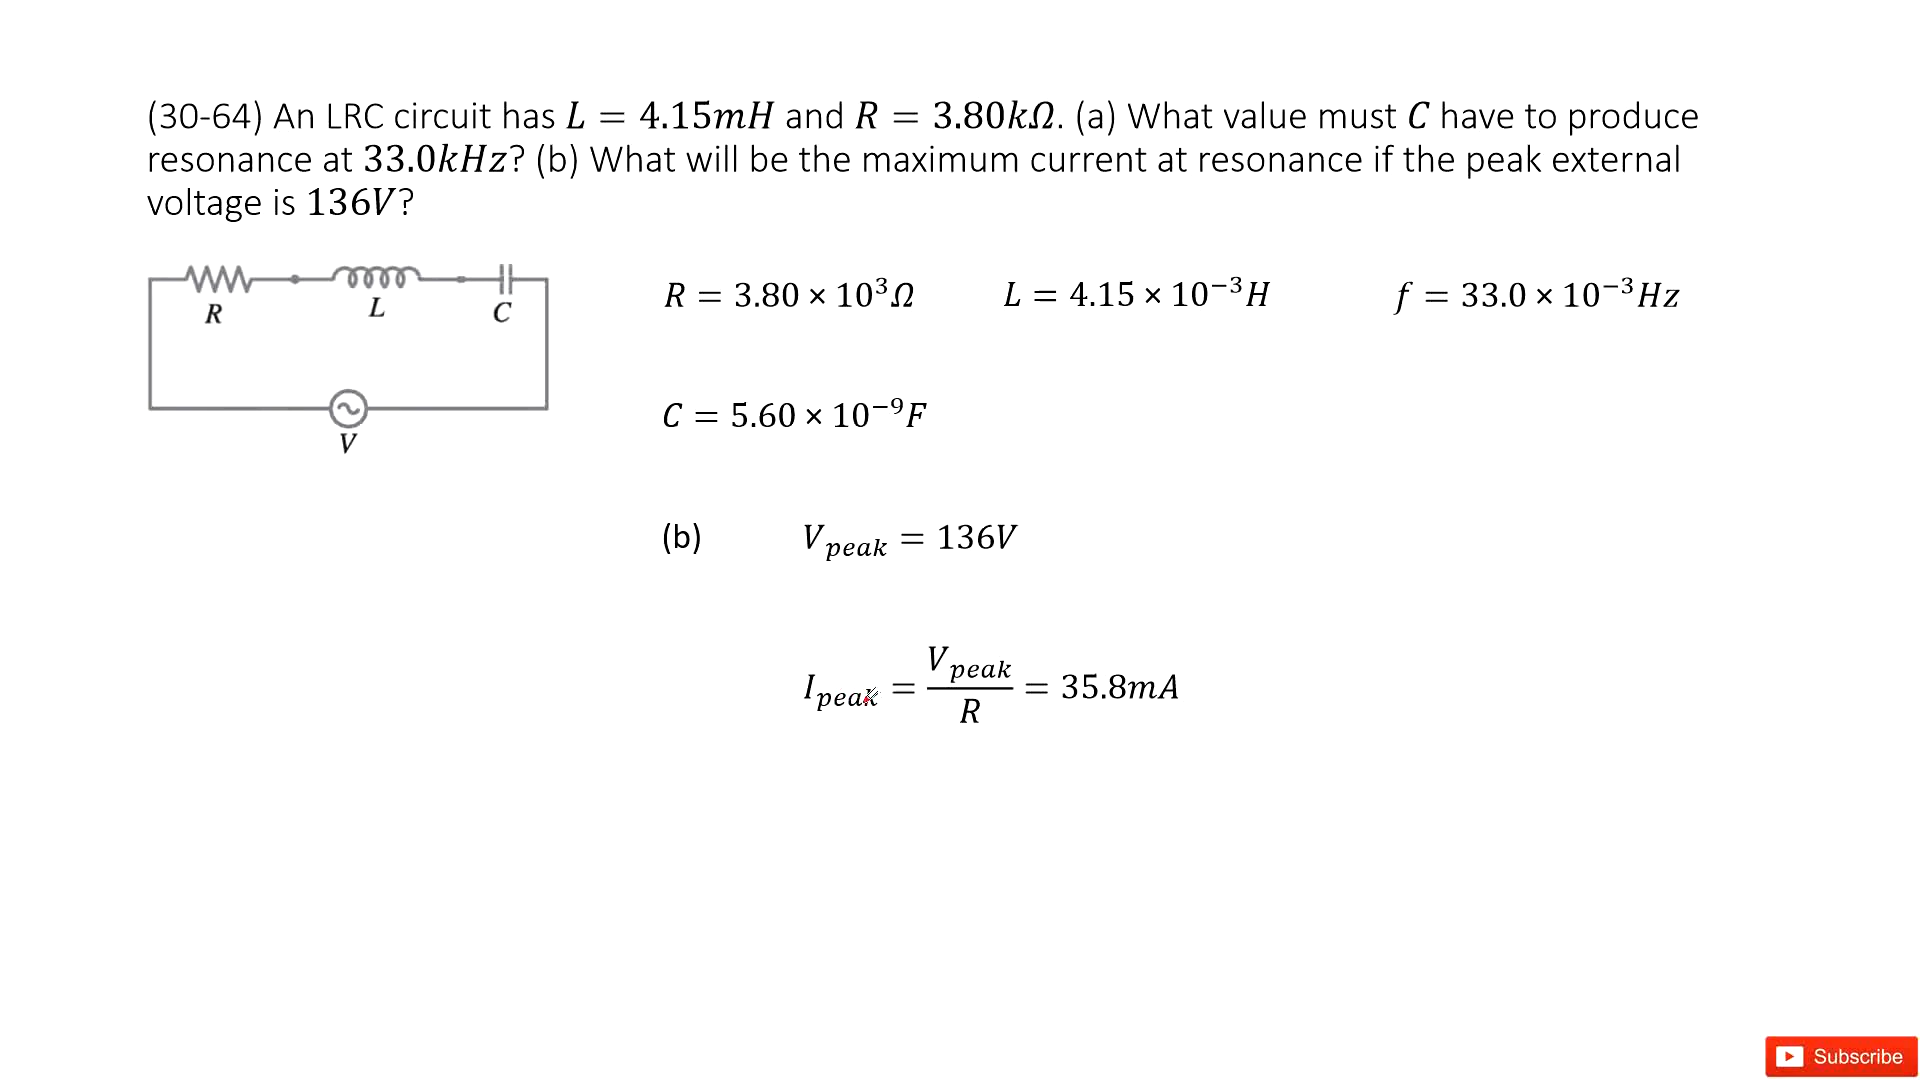 (30-64) An LRC circuit has L = 4.15mH and R = 3.80kΩ. (a) What value must C have to produce
resonance at 33.0kHz? (b) What will be the maximum current at resonance if the peak external
voltage is 136V?
R
L
C
V
R = 3.80 × 10³Ω L = 4.15 × 10⁻³H f = 33.0 × 10⁻³Hz
C = 5.60 × 10⁻⁹F
(b) V_peak = 136V
I_peak = V_peak / R = 35.8mA
Subscribe